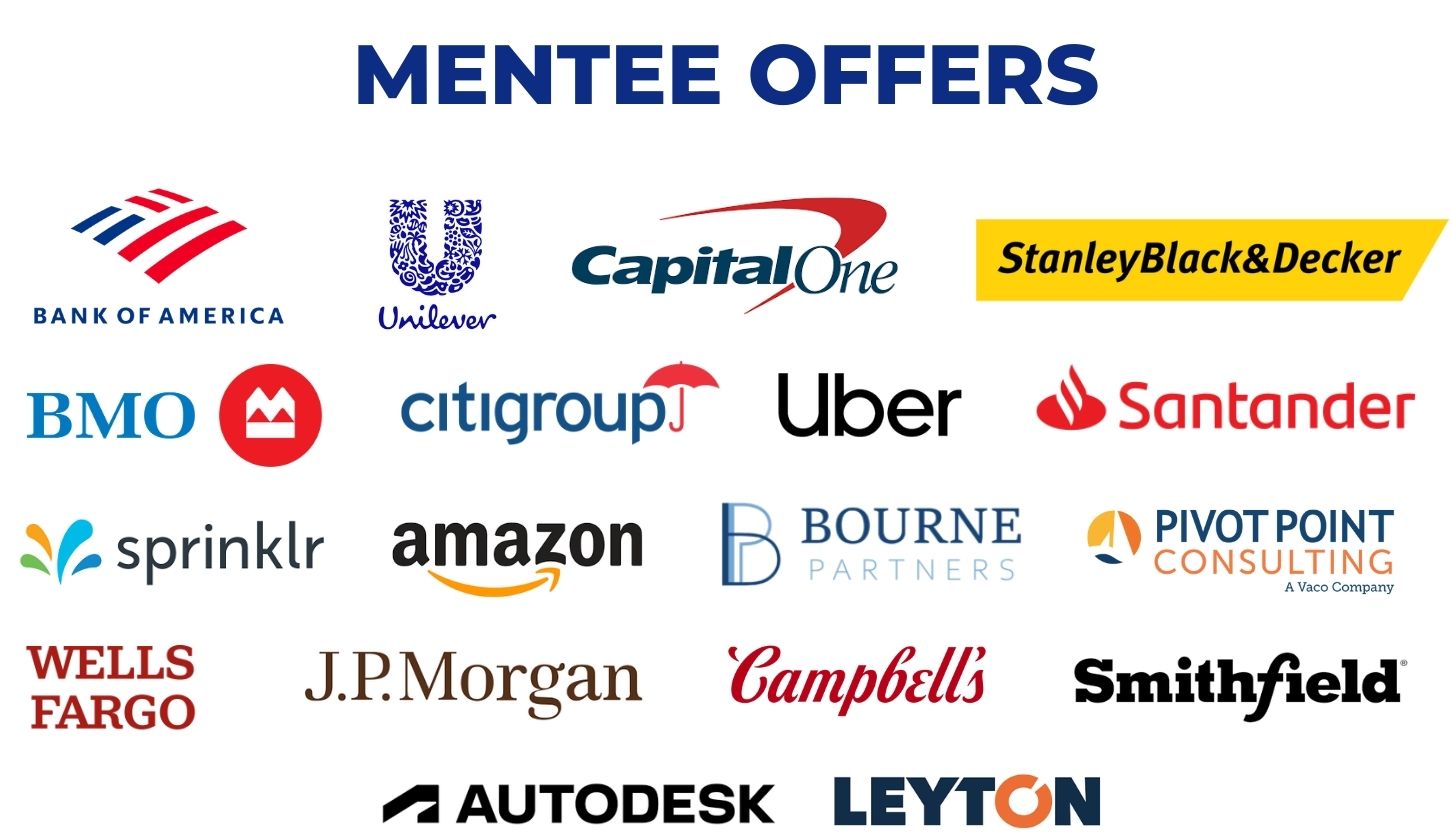 MENTEE OFFERS
BANK OF AMERICA
Unilever
CapitalOne
StanleyBlack&Decker
BMO
citigroup
Uber
Santander
sprinklr
amazon
BOURNE
PARTNERS
PIVOT POINT
CONSULTING
A Vaco Company
WELLS
FARGO
J.P.Morgan
Campbell's
Smithfield®
AUTODESK
LEYTON